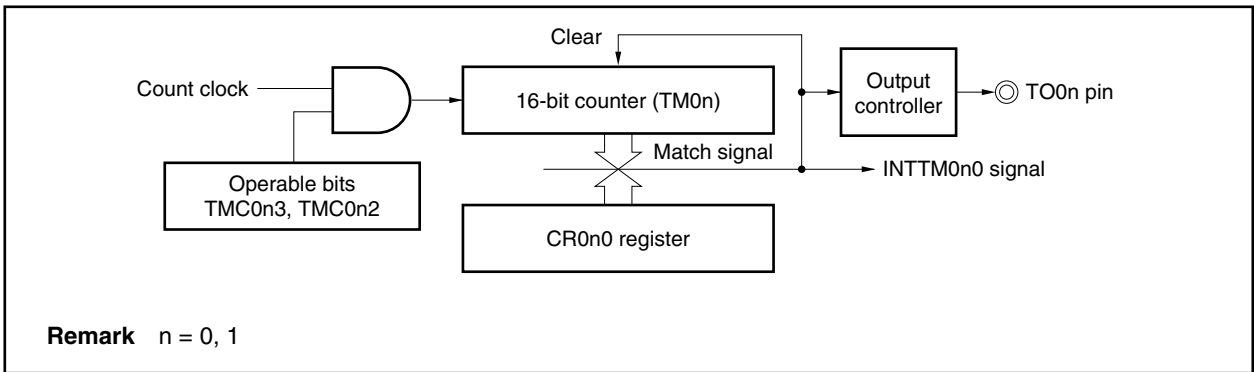 Clear
Count clock
16-bit counter (TM0n)
Output
controller
TO0n pin
Match signal
INTTM0n0 signal
Operable bits
TMC0n3, TMC0n2
CR0n0 register
Remark n = 0, 1